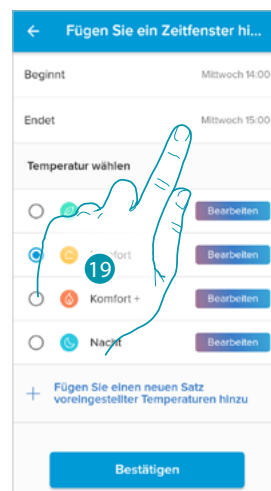 Fügen Sie ein Zeitfenster hi...
Beginnt Mittwoch 14:00
Endet Mittwoch 15:00
Temperatur wählen
Bearbeiten
Bearbeiten
19
Komfort + Bearbeiten
Nacht Bearbeiten
Fügen Sie einen neuen Satz
voreingestellter Temperaturen hinzu
Bestätigen